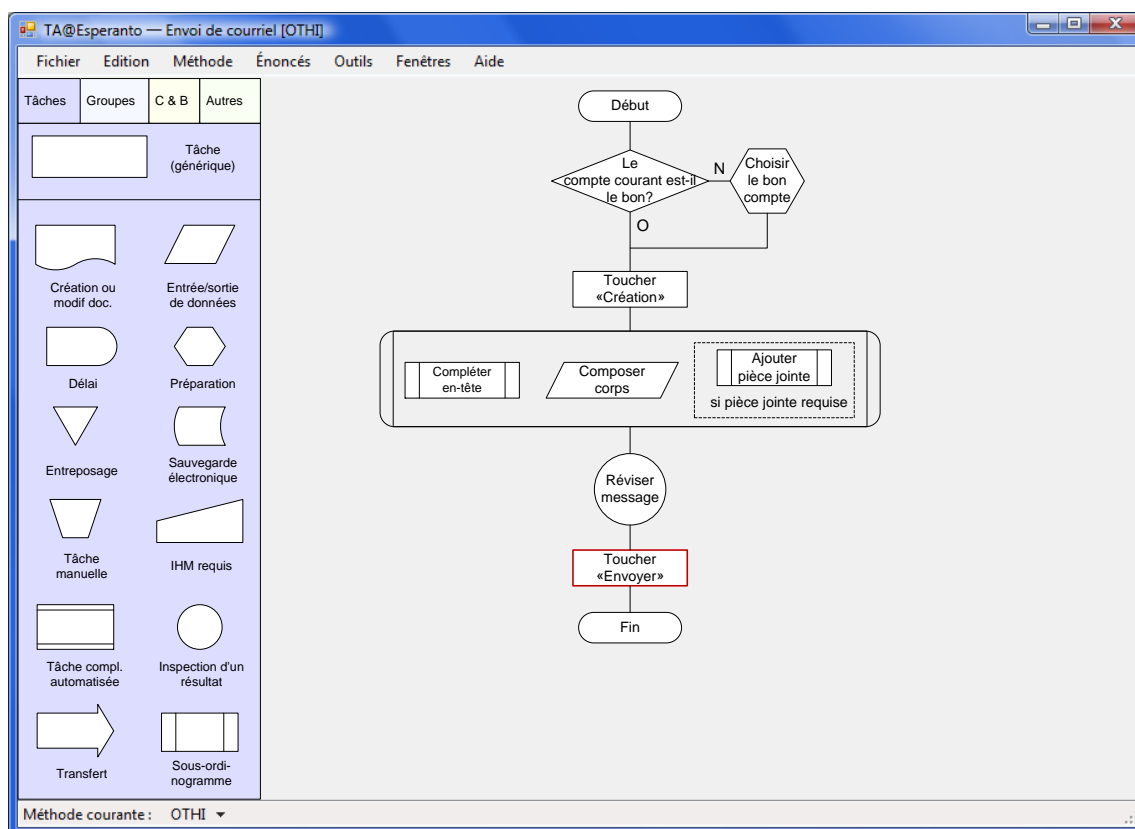 TA@Esperanto — Envoi de courriel [OTHI]
Fichier Edition Méthode Énoncés Outils Fenêtres Aide
Tâches Groupes C & B Autres
Tâche
(générique)
Création ou
modif doc.
Entrée/sortie
de données
Délai
Préparation
Entreposage
Sauvegarde
électronique
Tâche
manuelle
IHM requis
Tâche compl.
automatisée
Inspection d'un
résultat
Transfert
Sous-ordi-
nogramme
Début
Le
compte courant est-il
le bon?
N
Choisir
le bon
compte
O
Toucher
«Création»
Compléter
en-tête
Composer
corps
Ajouter
pièce jointe
si pièce jointe requise
Réviser
message
Toucher
«Envoyer»
Fin
Méthode courante : OTHI